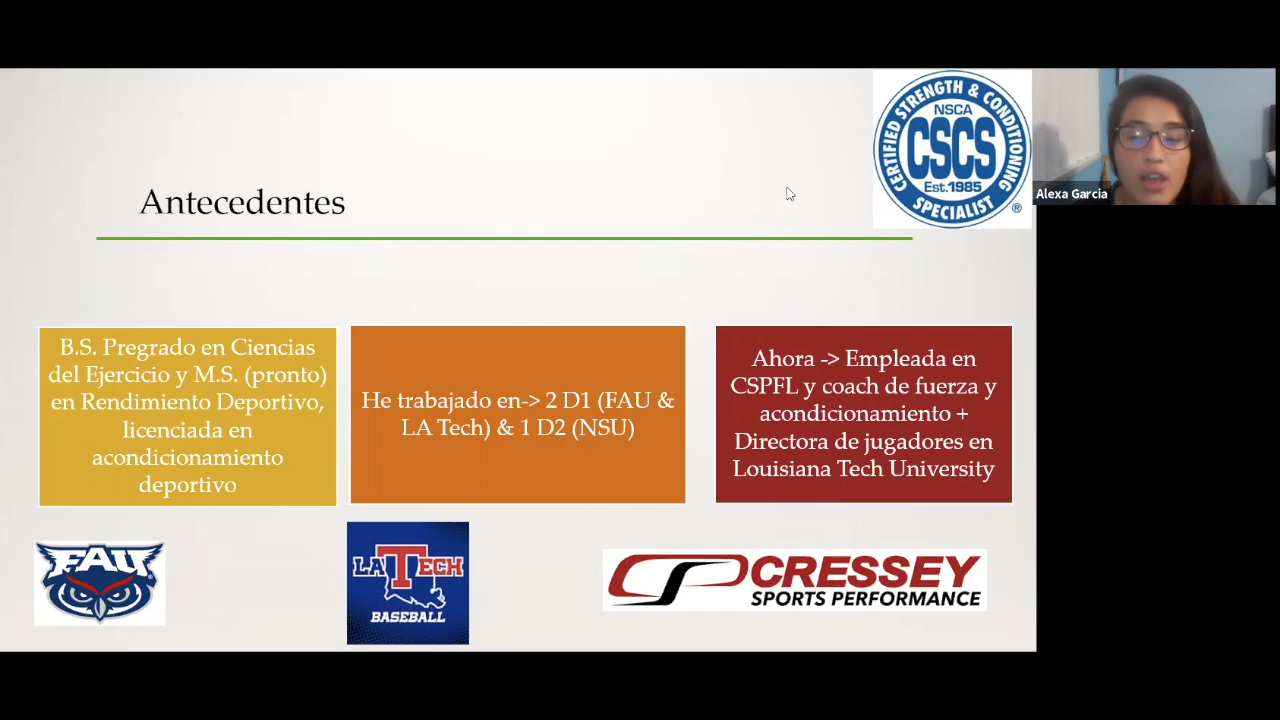 CERTIFIED STRENGTH & CONDITIONING
NSCA
CSCS
Est.1985
SPECIALIST ®
Alexa Garcia
Antecedentes
B.S. Pregrado en Ciencias
del Ejercicio y M.S. (pronto)
en Rendimiento Deportivo,
licenciada en
acondicionamiento
deportivo
He trabajado en-> 2 D1 (FAU &
LA Tech) & 1 D2 (NSU)
Ahora -> Empleada en
CSPFL y coach de fuerza y
acondicionamiento +
Directora de jugadores en
Louisiana Tech University
FAU
LA TECH
BASEBALL
CRESSEY
SPORTS PERFORMANCE